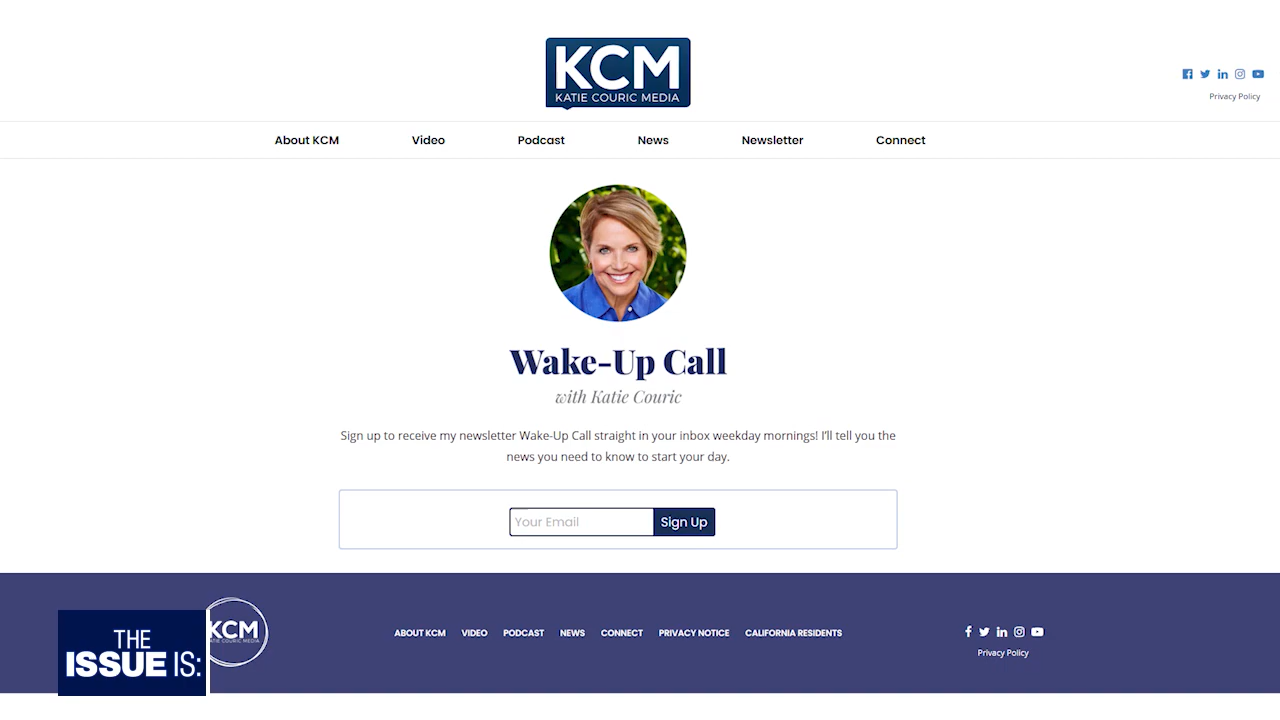 KCM
KATIE COURIC MEDIA
Privacy Policy
About KCM
Video
Podcast
News
Newsletter
Connect
Wake-Up Call
with Katie Couric
Sign up to receive my newsletter Wake-Up Call straight in your inbox weekday mornings! I'll tell you the
news you need to know to start your day.
Your Email
Sign Up
KCM
KATIE COURIC MEDIA
ABOUT KCM
VIDEO
PODCAST
NEWS
CONNECT
PRIVACY NOTICE
CALIFORNIA RESIDENTS
Privacy Policy
THE
ISSUE IS: